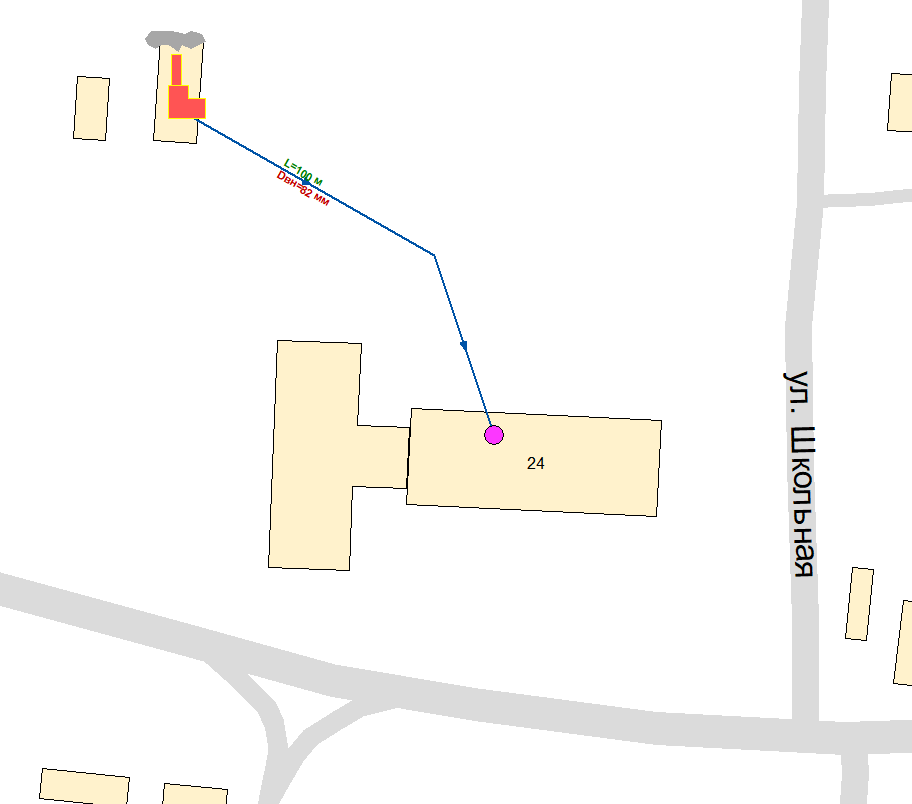 L=100 м
Dвн=82 мм
24
ул. Школьная